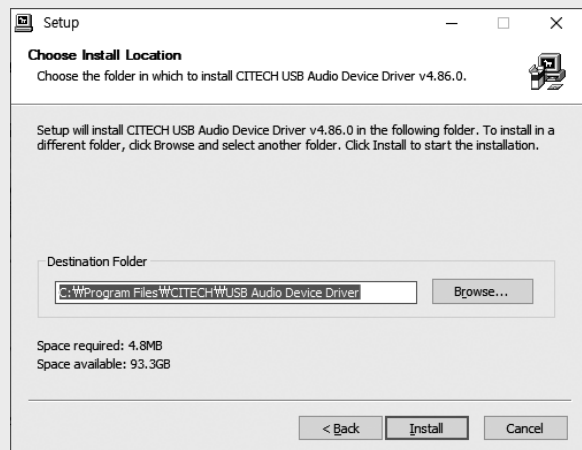 Setup
Choose Install Location
Choose the folder in which to install CITECH USB Audio Device Driver v4.86.0.
Setup will install CITECH USB Audio Device Driver v4.86.0 in the following folder. To install in a
different folder, click Browse and select another folder. Click Install to start the installation.
Destination Folder
C:₩Program Files₩CITECH₩USB Audio Device Driver
Browse...
Space required: 4.8MB
Space available: 93.3GB
< Back
Install
Cancel